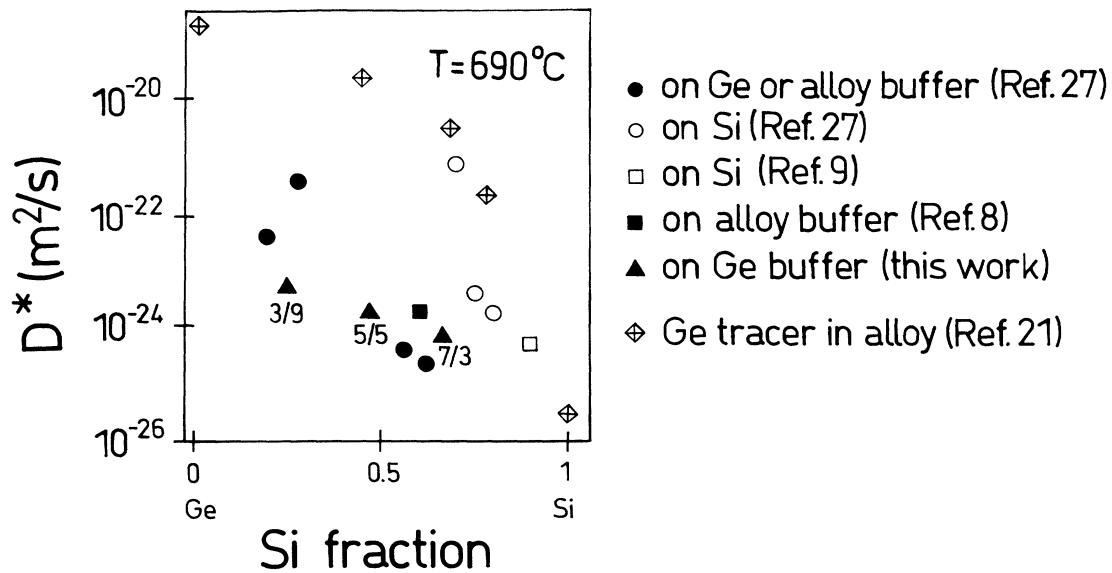 T=690°C
10⁻²⁰
10⁻²²
10⁻²⁴
10⁻²⁶
D* (m²/s)
3/9
5/5
7/3
0
0.5
1
Ge
Si
Si fraction
on Ge or alloy buffer (Ref. 27)
on Si (Ref. 27)
on Si (Ref. 9)
on alloy buffer (Ref. 8)
on Ge buffer (this work)
Ge tracer in alloy (Ref. 21)